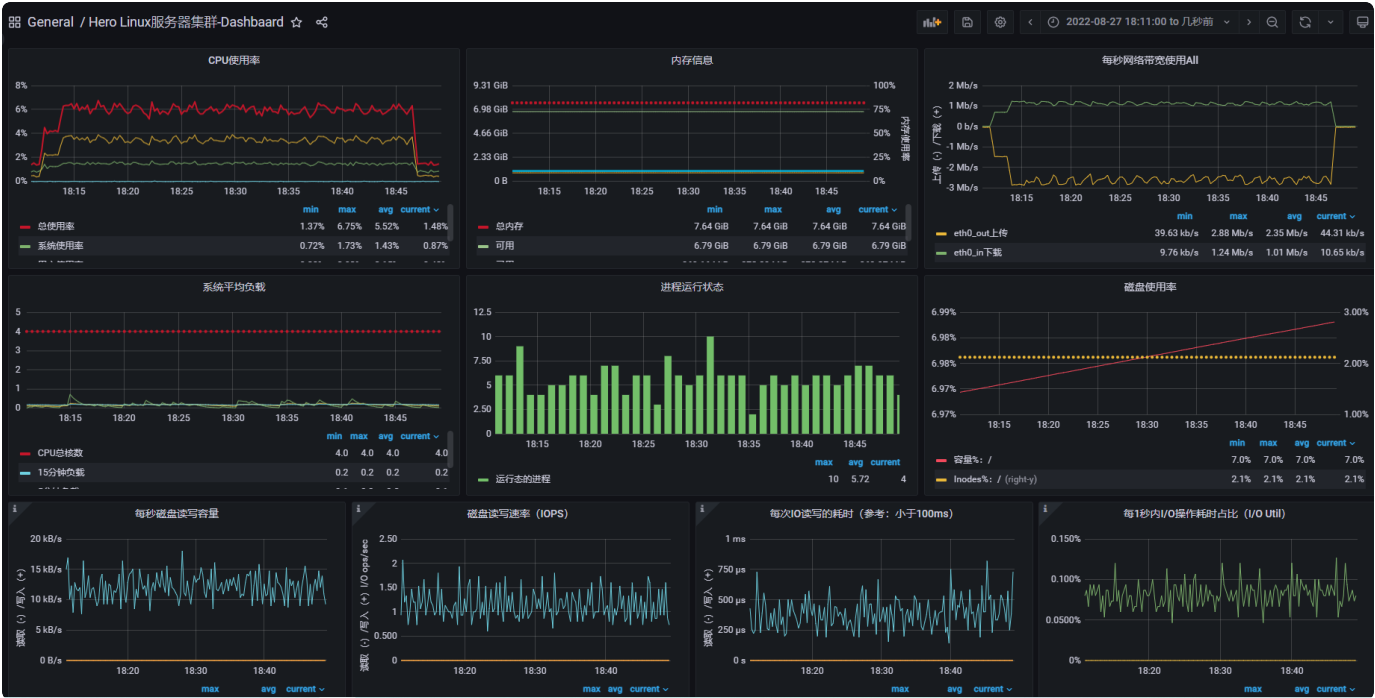 General / Hero Linux服务器集群-Dashbaard
2022-08-27 18:11:00 to 几秒前
CPU使用率
8%
6%
4%
2%
0%
18:15 18:20 18:25 18:30 18:35 18:40 18:45
min max avg current
总使用率 1.37% 6.75% 5.52% 1.48%
系统使用率 0.72% 1.73% 1.43% 0.87%
内存信息
9.31 GiB 100%
6.98 GiB 75%
4.66 GiB 50%
2.33 GiB 25%
0 B 0%
内存使用率
18:15 18:20 18:25 18:30 18:35 18:40 18:45
min max avg current
总内存 7.64 GiB 7.64 GiB 7.64 GiB 7.64 GiB
可用 6.79 GiB 6.79 GiB 6.79 GiB 6.79 GiB
每秒网络带宽使用All
上传（-）/下载（+）
2 Mb/s
1 Mb/s
0 b/s
-1 Mb/s
-2 Mb/s
-3 Mb/s
18:15 18:20 18:25 18:30 18:35 18:40 18:45
min max avg current
eth0_out上传 39.63 kb/s 2.88 Mb/s 2.35 Mb/s 44.31 kb/s
eth0_in下载 9.76 kb/s 1.24 Mb/s 1.01 Mb/s 10.65 kb/s
系统平均负载
5
4
3
2
1
0
18:15 18:20 18:25 18:30 18:35 18:40 18:45
min max avg current
CPU总核数 4.0 4.0 4.0 4.0
15分钟负载 0.2 0.2 0.2 0.2
进程运行状态
12.5
10
7.50
5
2.50
0
18:15 18:20 18:25 18:30 18:35 18:40 18:45
max avg current
运行态的进程 10 5.72 4
磁盘使用率
6.99% 3.00%
6.98%
6.98% 2.00%
6.97%
6.97% 1.00%
18:15 18:20 18:25 18:30 18:35 18:40 18:45
min max avg current
容量%：/ 7.0% 7.0% 7.0% 7.0%
Inodes%：/ (right-y) 2.1% 2.1% 2.1% 2.1%
每秒磁盘读写容量
读取（-）/写入（+）
20 kB/s
15 kB/s
10 kB/s
5 kB/s
0 B/s
18:20 18:30 18:40
max avg current
磁盘读写速率（IOPS）
读取（-）/写入（+）I/O ops/sec
2.50
2
1.50
1
0.500
0
18:20 18:30 18:40
max avg current
每次IO读写的耗时（参考：小于100ms）
读取（-）/写入（+）
1 ms
750 µs
500 µs
250 µs
0 s
18:20 18:30 18:40
max avg current
每1秒内I/O操作耗时占比（I/O Util）
0.150%
0.100%
0.0500%
0%
18:20 18:30 18:40
max avg current